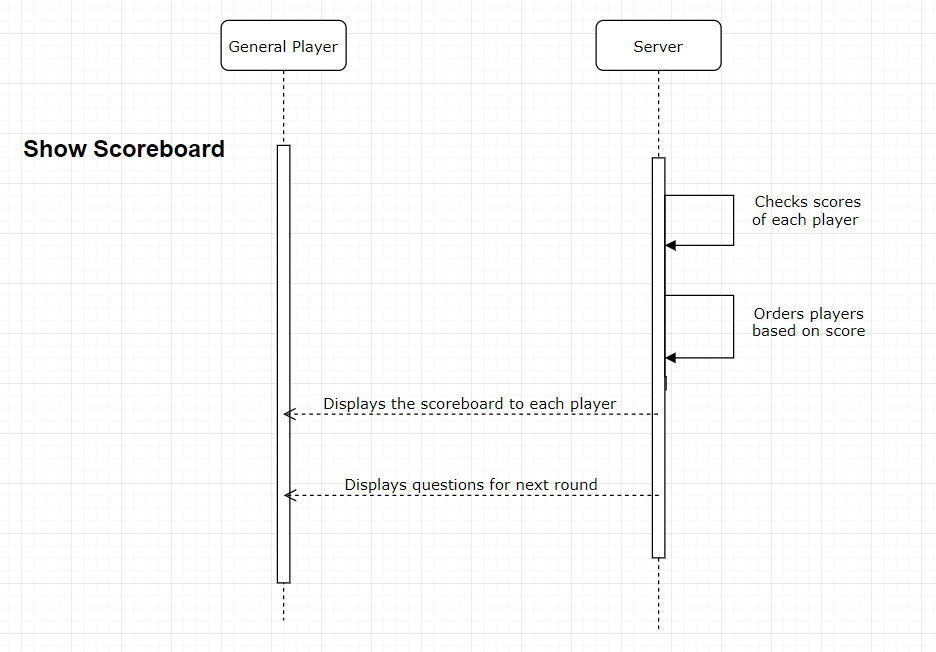 General Player
Server
Show Scoreboard
Checks scores
of each player
Orders players
based on score
Displays the scoreboard to each player
Displays questions for next round